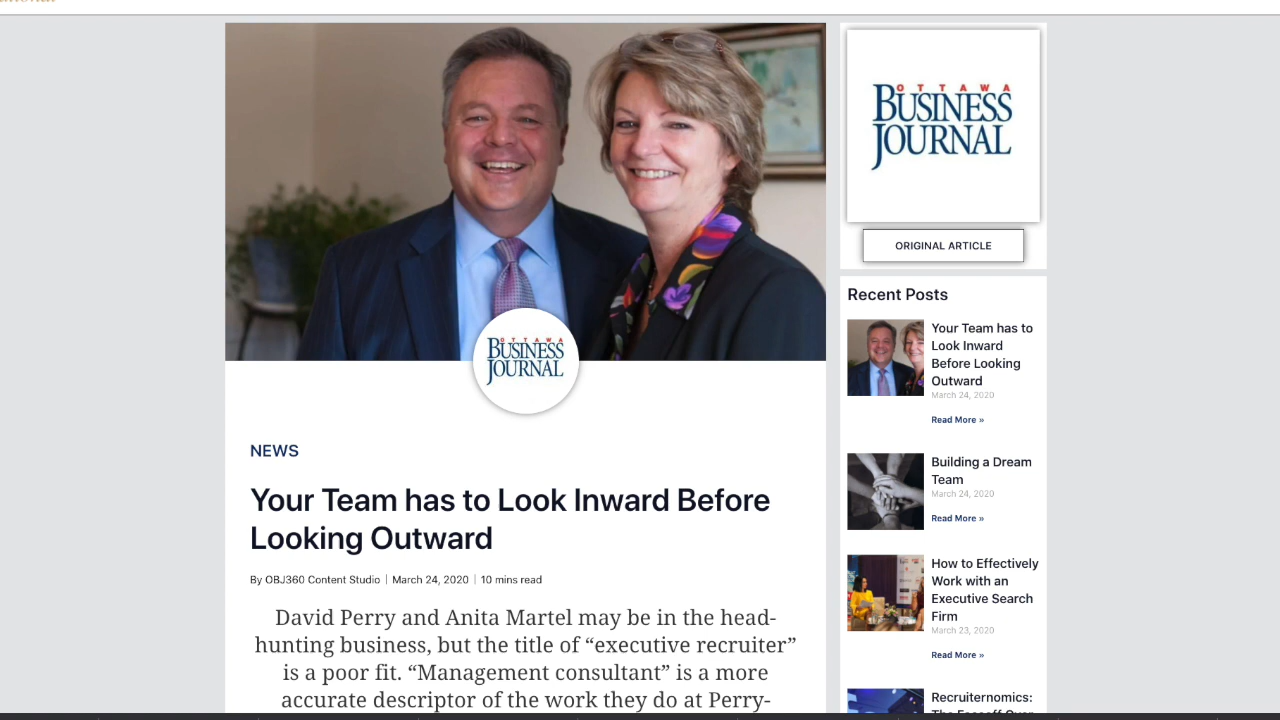 OTTAWA
BUSINESS
JOURNAL
ORIGINAL ARTICLE
OTTAWA
BUSINESS
JOURNAL
NEWS
Your Team has to Look Inward Before
Looking Outward
By OBJ360 Content Studio | March 24, 2020 | 10 mins read
David Perry and Anita Martel may be in the head-
hunting business, but the title of “executive recruiter”
is a poor fit. “Management consultant” is a more
accurate descriptor of the work they do at Perry-
Recent Posts
Your Team has to
Look Inward
Before Looking
Outward
March 24, 2020
Read More »
Building a Dream
Team
March 24, 2020
Read More »
How to Effectively
Work with an
Executive Search
Firm
March 23, 2020
Read More »
Recruiternomics:
The Faceoff Over